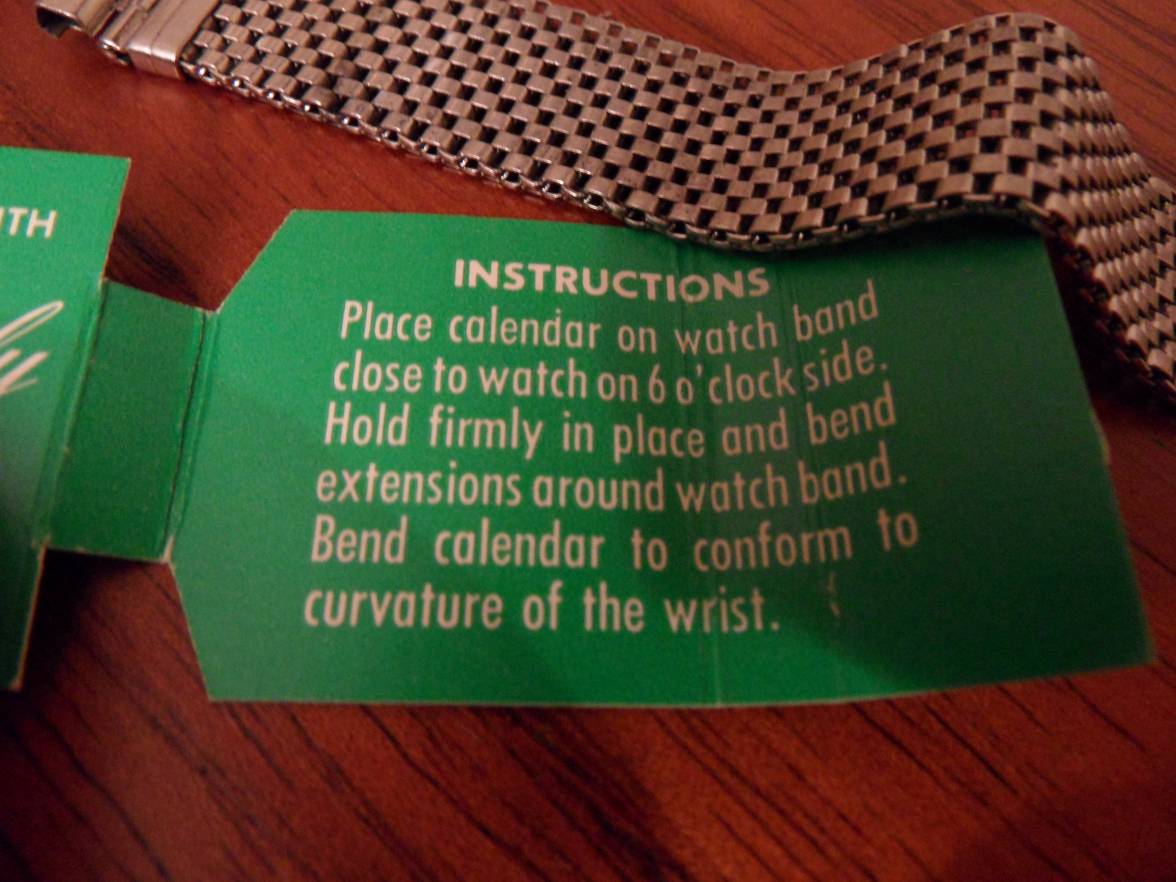 INSTRUCTIONS
Place calendar on watch band
close to watch on 6 o'clock side.
Hold firmly in place and bend
extensions around watch band.
Bend calendar to conform to
curvature of the wrist.